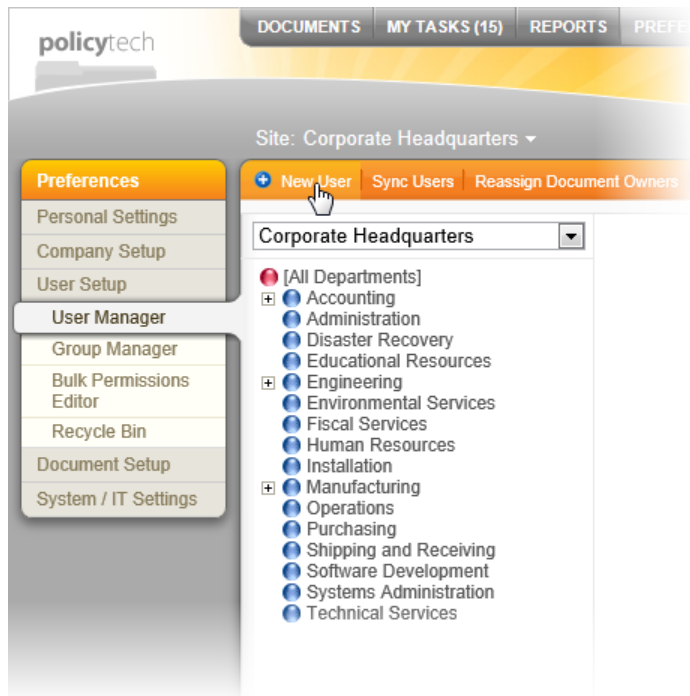 policytech
DOCUMENTS MY TASKS (15) REPORTS PREFE
Site: Corporate Headquarters
Preferences
Personal Settings
Company Setup
User Setup
User Manager
Group Manager
Bulk Permissions
Editor
Recycle Bin
Document Setup
System / IT Settings
New User Sync Users Reassign Document Owners
Corporate Headquarters
[All Departments]
Accounting
Administration
Disaster Recovery
Educational Resources
Engineering
Environmental Services
Fiscal Services
Human Resources
Installation
Manufacturing
Operations
Purchasing
Shipping and Receiving
Software Development
Systems Administration
Technical Services